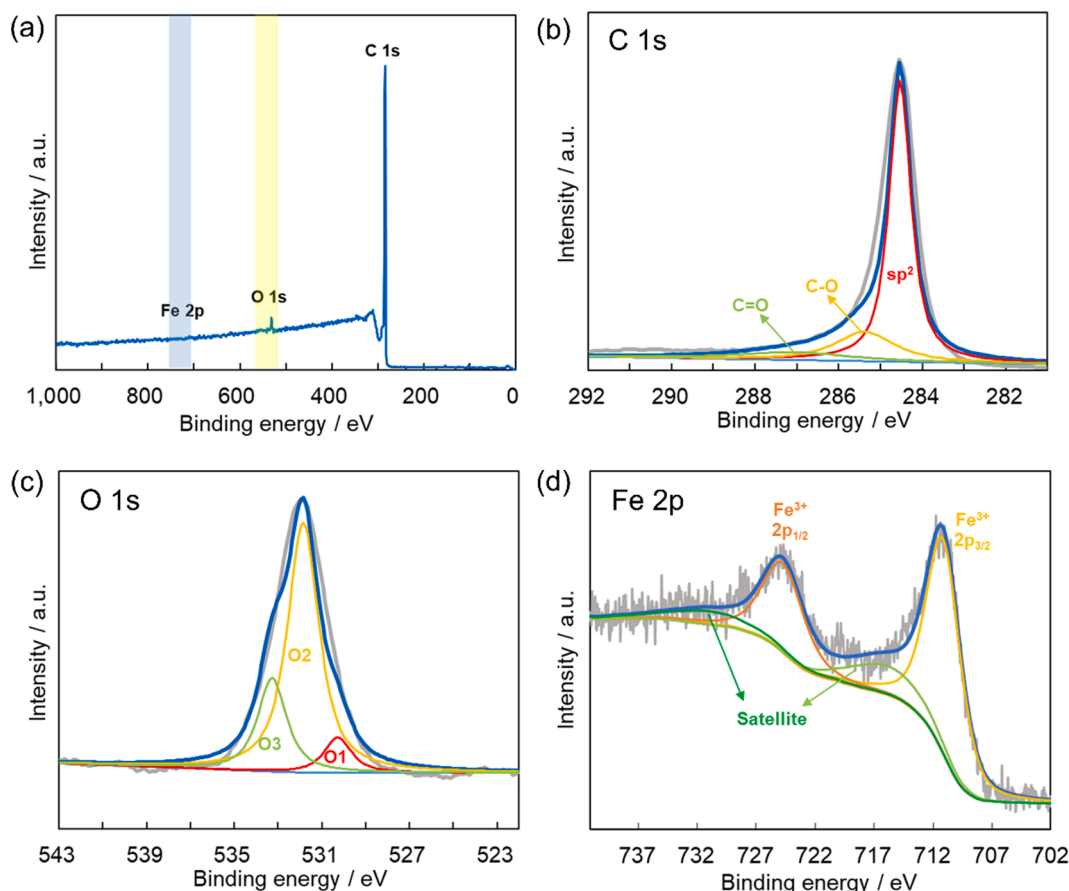 (a)
C 1s
O 1s
Fe 2p
Intensity / a.u.
1,000 800 600 400 200 0
Binding energy / eV
(b)
C 1s
sp²
C-O
C=O
Intensity / a.u.
292 290 288 286 284 282
Binding energy / eV
(c)
O 1s
O2
O3
O1
Intensity / a.u.
543 539 535 531 527 523
Binding energy / eV
(d)
Fe 2p
Fe³⁺
2p₁/₂
Fe³⁺
2p₃/₂
Satellite
Intensity / a.u.
737 732 727 722 717 712 707 702
Binding energy / eV